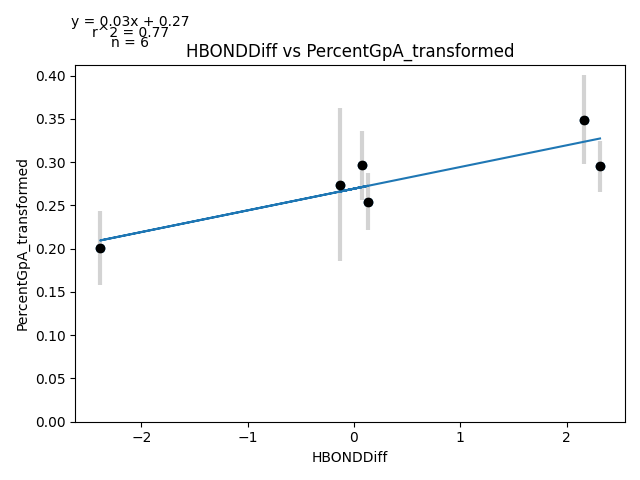 y = 0.03x + 0.27
r^2 = 0.77
n = 6
HBONDDiff vs PercentGpA_transformed
PercentGpA_transformed
0.40
0.35
0.30
0.25
0.20
0.15
0.10
0.05
0.00
−2 −1 0 1 2
HBONDDiff